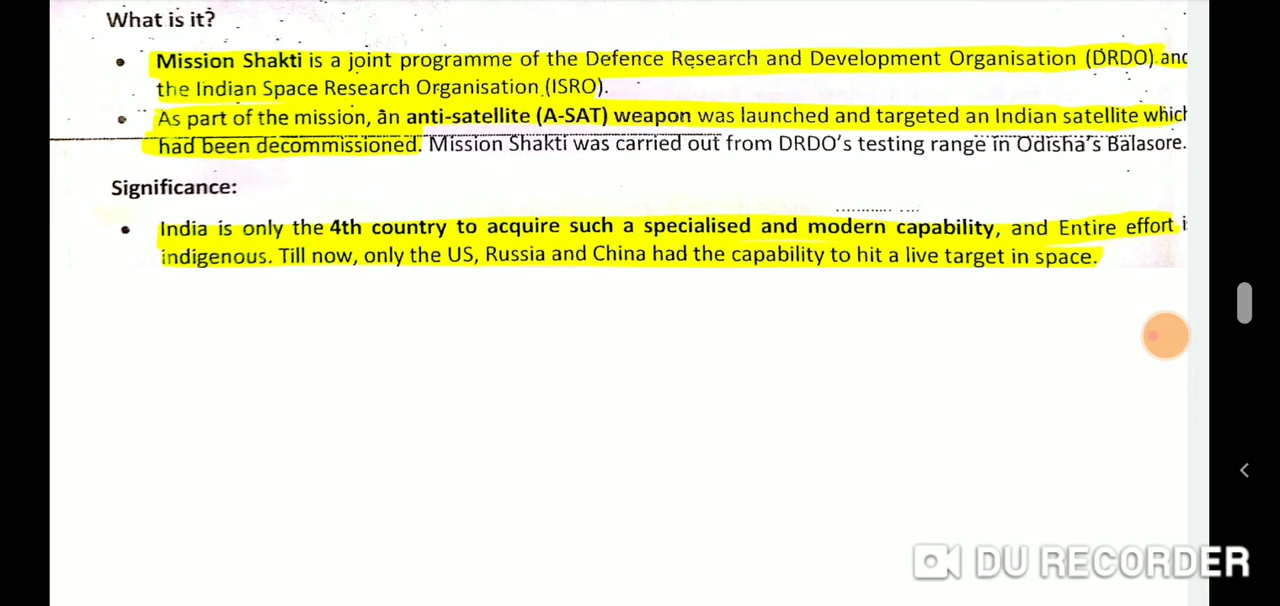 What is it?
• Mission Shakti is a joint programme of the Defence Research and Development Organisation (DRDO) and
the Indian Space Research Organisation (ISRO).
• As part of the mission, an anti-satellite (A-SAT) weapon was launched and targeted an Indian satellite which
had been decommissioned. Mission Shakti was carried out from DRDO's testing range in Odisha's Balasore.
Significance:
• India is only the 4th country to acquire such a specialised and modern capability, and Entire effort
indigenous. Till now, only the US, Russia and China had the capability to hit a live target in space.
DU RECORDER